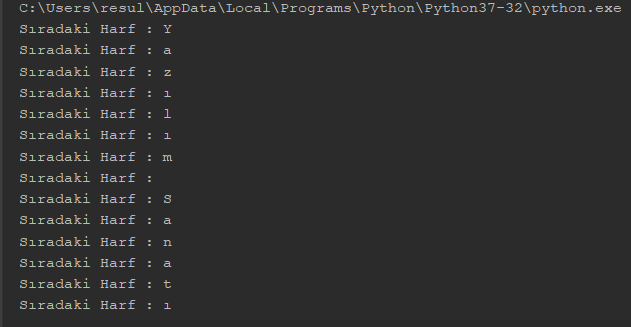 C:\Users\resul\AppData\Local\Programs\Python\Python37-32\python.exe
Sıradaki Harf : Y
Sıradaki Harf : a
Sıradaki Harf : z
Sıradaki Harf : ı
Sıradaki Harf : l
Sıradaki Harf : ı
Sıradaki Harf : m
Sıradaki Harf :
Sıradaki Harf : S
Sıradaki Harf : a
Sıradaki Harf : n
Sıradaki Harf : a
Sıradaki Harf : t
Sıradaki Harf : ı